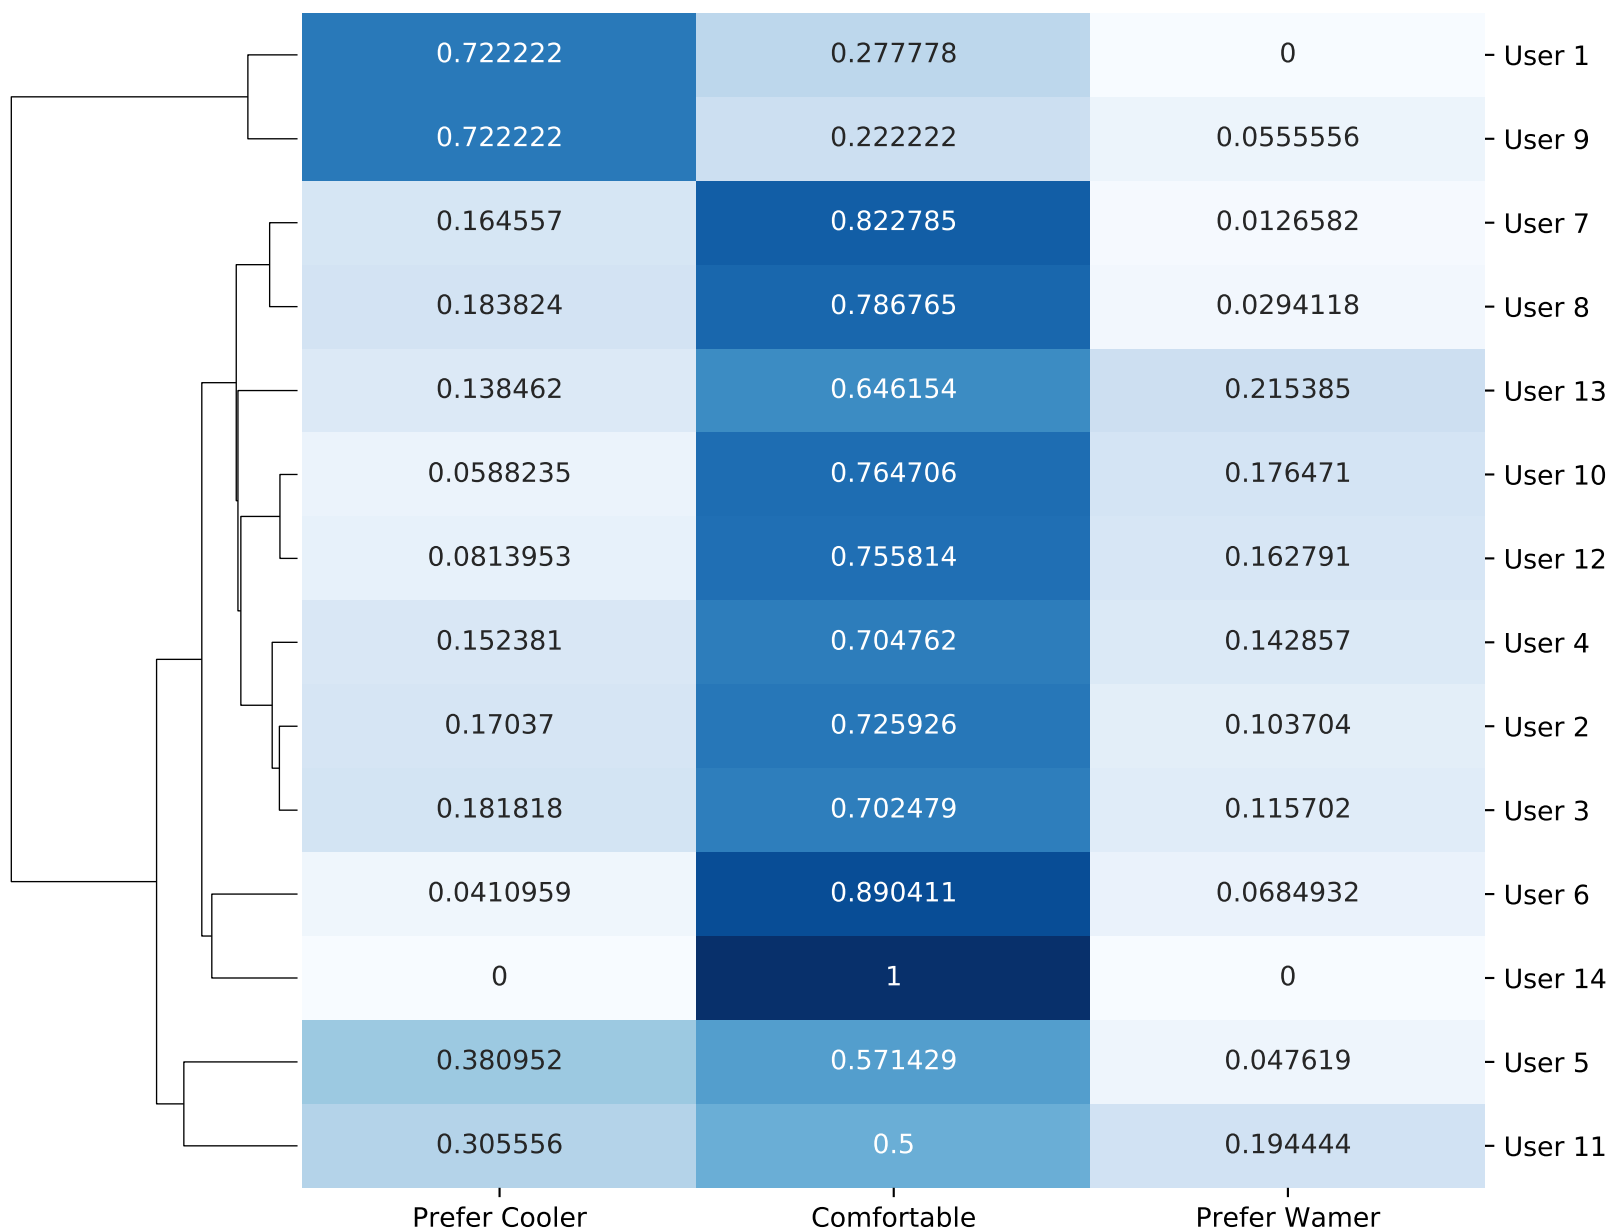 0.722222 0.277778 0 User 1
0.722222 0.222222 0.0555556 User 9
0.164557 0.822785 0.0126582 User 7
0.183824 0.786765 0.0294118 User 8
0.138462 0.646154 0.215385 User 13
0.0588235 0.764706 0.176471 User 10
0.0813953 0.755814 0.162791 User 12
0.152381 0.704762 0.142857 User 4
0.17037 0.725926 0.103704 User 2
0.181818 0.702479 0.115702 User 3
0.0410959 0.890411 0.0684932 User 6
0 1 0 User 14
0.380952 0.571429 0.047619 User 5
0.305556 0.5 0.194444 User 11
Prefer Cooler Comfortable Prefer Wamer